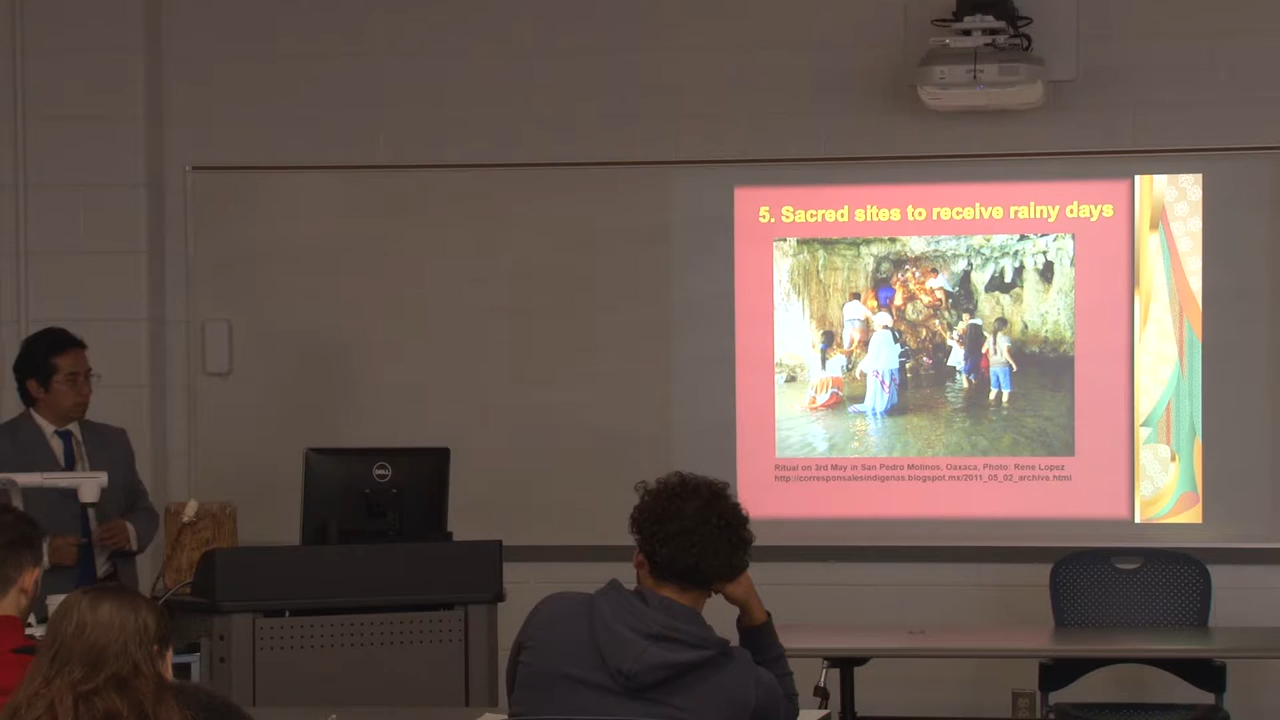 5. Sacred sites to receive rainy days
Ritual on 3rd May in San Pedro Molinos, Oaxaca, Photo: Rene Lopez
http://corresponsalesindigenas.blogspot.mx/2011_05_02_archive.html
DELL
EPSON